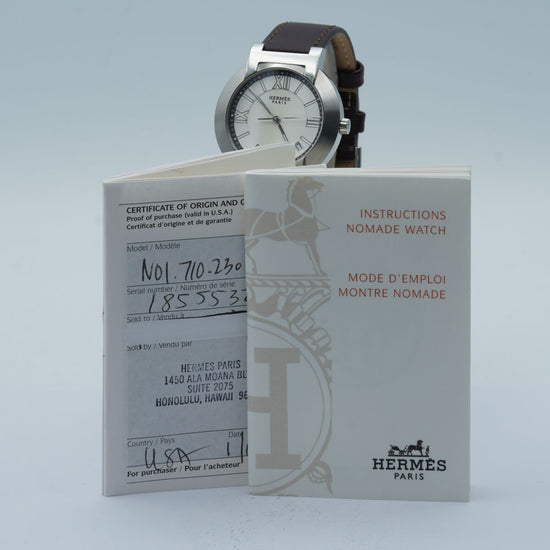 XII
HERMÈS
PARIS
CERTIFICATE OF ORIGIN AND
Proof of purchase (valid in U.S.A.)
Certificat d'origine et de garantie
Model / Modèle
NO1.710-230
Serial number / Numéro de série
185553
Sold to / Vendu à
Sold by / Vendu par
HERMES PARIS
1450 ALA MOANA
SUITE 2075
HONOLULU, HAWAII
Country / Pays
Date
USA
For purchaser / Pour l'acheteur
INSTRUCTIONS
NOMADE WATCH
MODE D'EMPLOI
MONTRE NOMADE
H
HERMÈS
PARIS